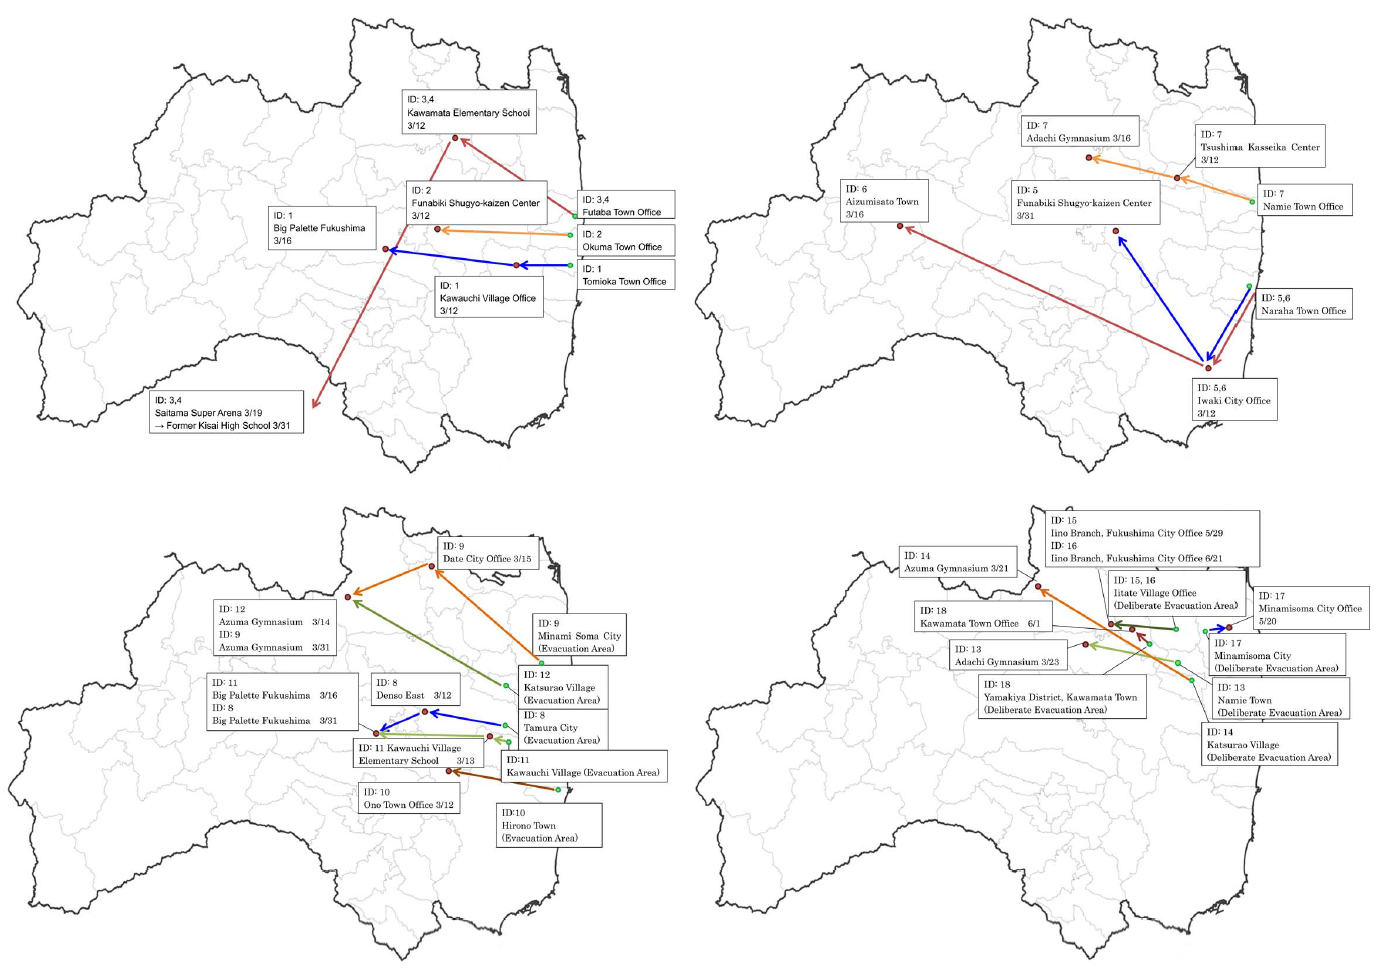 ID: 3,4
Kawamata Elementary School
3/12
ID: 2
Funabiki Shugyo-kaizen Center
3/12
ID: 3,4
Futaba Town Office
ID: 1
Big Palette Fukushima
3/16
ID: 2
Okuma Town Office
ID: 1
Tomioka Town Office
ID: 1
Kawauchi Village Office
3/12
ID: 3,4
Saitama Super Arena 3/19
→ Former Kisai High School 3/31
ID: 7
Adachi Gymnasium 3/16
ID: 7
Tsushima Kasseika Center
3/12
ID: 6
Aizumisato Town
3/16
ID: 5
Funabiki Shugyo-kaizen Center
3/31
ID: 7
Namie Town Office
ID: 5,6
Naraha Town Office
ID: 5,6
Iwaki City Office
3/12
ID: 9
Date City Office 3/15
ID: 12
Azuma Gymnasium 3/14
ID: 9
Azuma Gymnasium 3/31
ID: 9
Minami Soma City
(Evacuation Area)
ID: 12
Katsurao Village
(Evacuation Area)
ID: 11
Big Palette Fukushima 3/16
ID: 8
Big Palette Fukushima 3/31
ID: 8
Denso East 3/12
ID: 8
Tamura City
(Evacuation Area)
ID: 11 Kawauchi Village
Elementary School 3/13
ID:11
Kawauchi Village (Evacuation Area)
ID: 10
Ono Town Office 3/12
ID:10
Hirono Town
(Evacuation Area)
ID: 15
Iino Branch, Fukushima City Office 5/29
ID: 16
Iino Branch, Fukushima City Office 6/21
ID: 14
Azuma Gymnasium 3/21
ID: 15, 16
Iitate Village Office
(Deliberate Evacuation Area)
ID: 17
Minamisoma City Office
5/20
ID: 18
Kawamata Town Office 6/1
ID: 13
Adachi Gymnasium 3/23
ID: 17
Minamisoma City
(Deliberate Evacuation Area)
ID: 18
Yamakiya District, Kawamata Town
(Deliberate Evacuation Area)
ID: 13
Namie Town
(Deliberate Evacuation Area)
ID: 14
Katsurao Village
(Deliberate Evacuation Area)